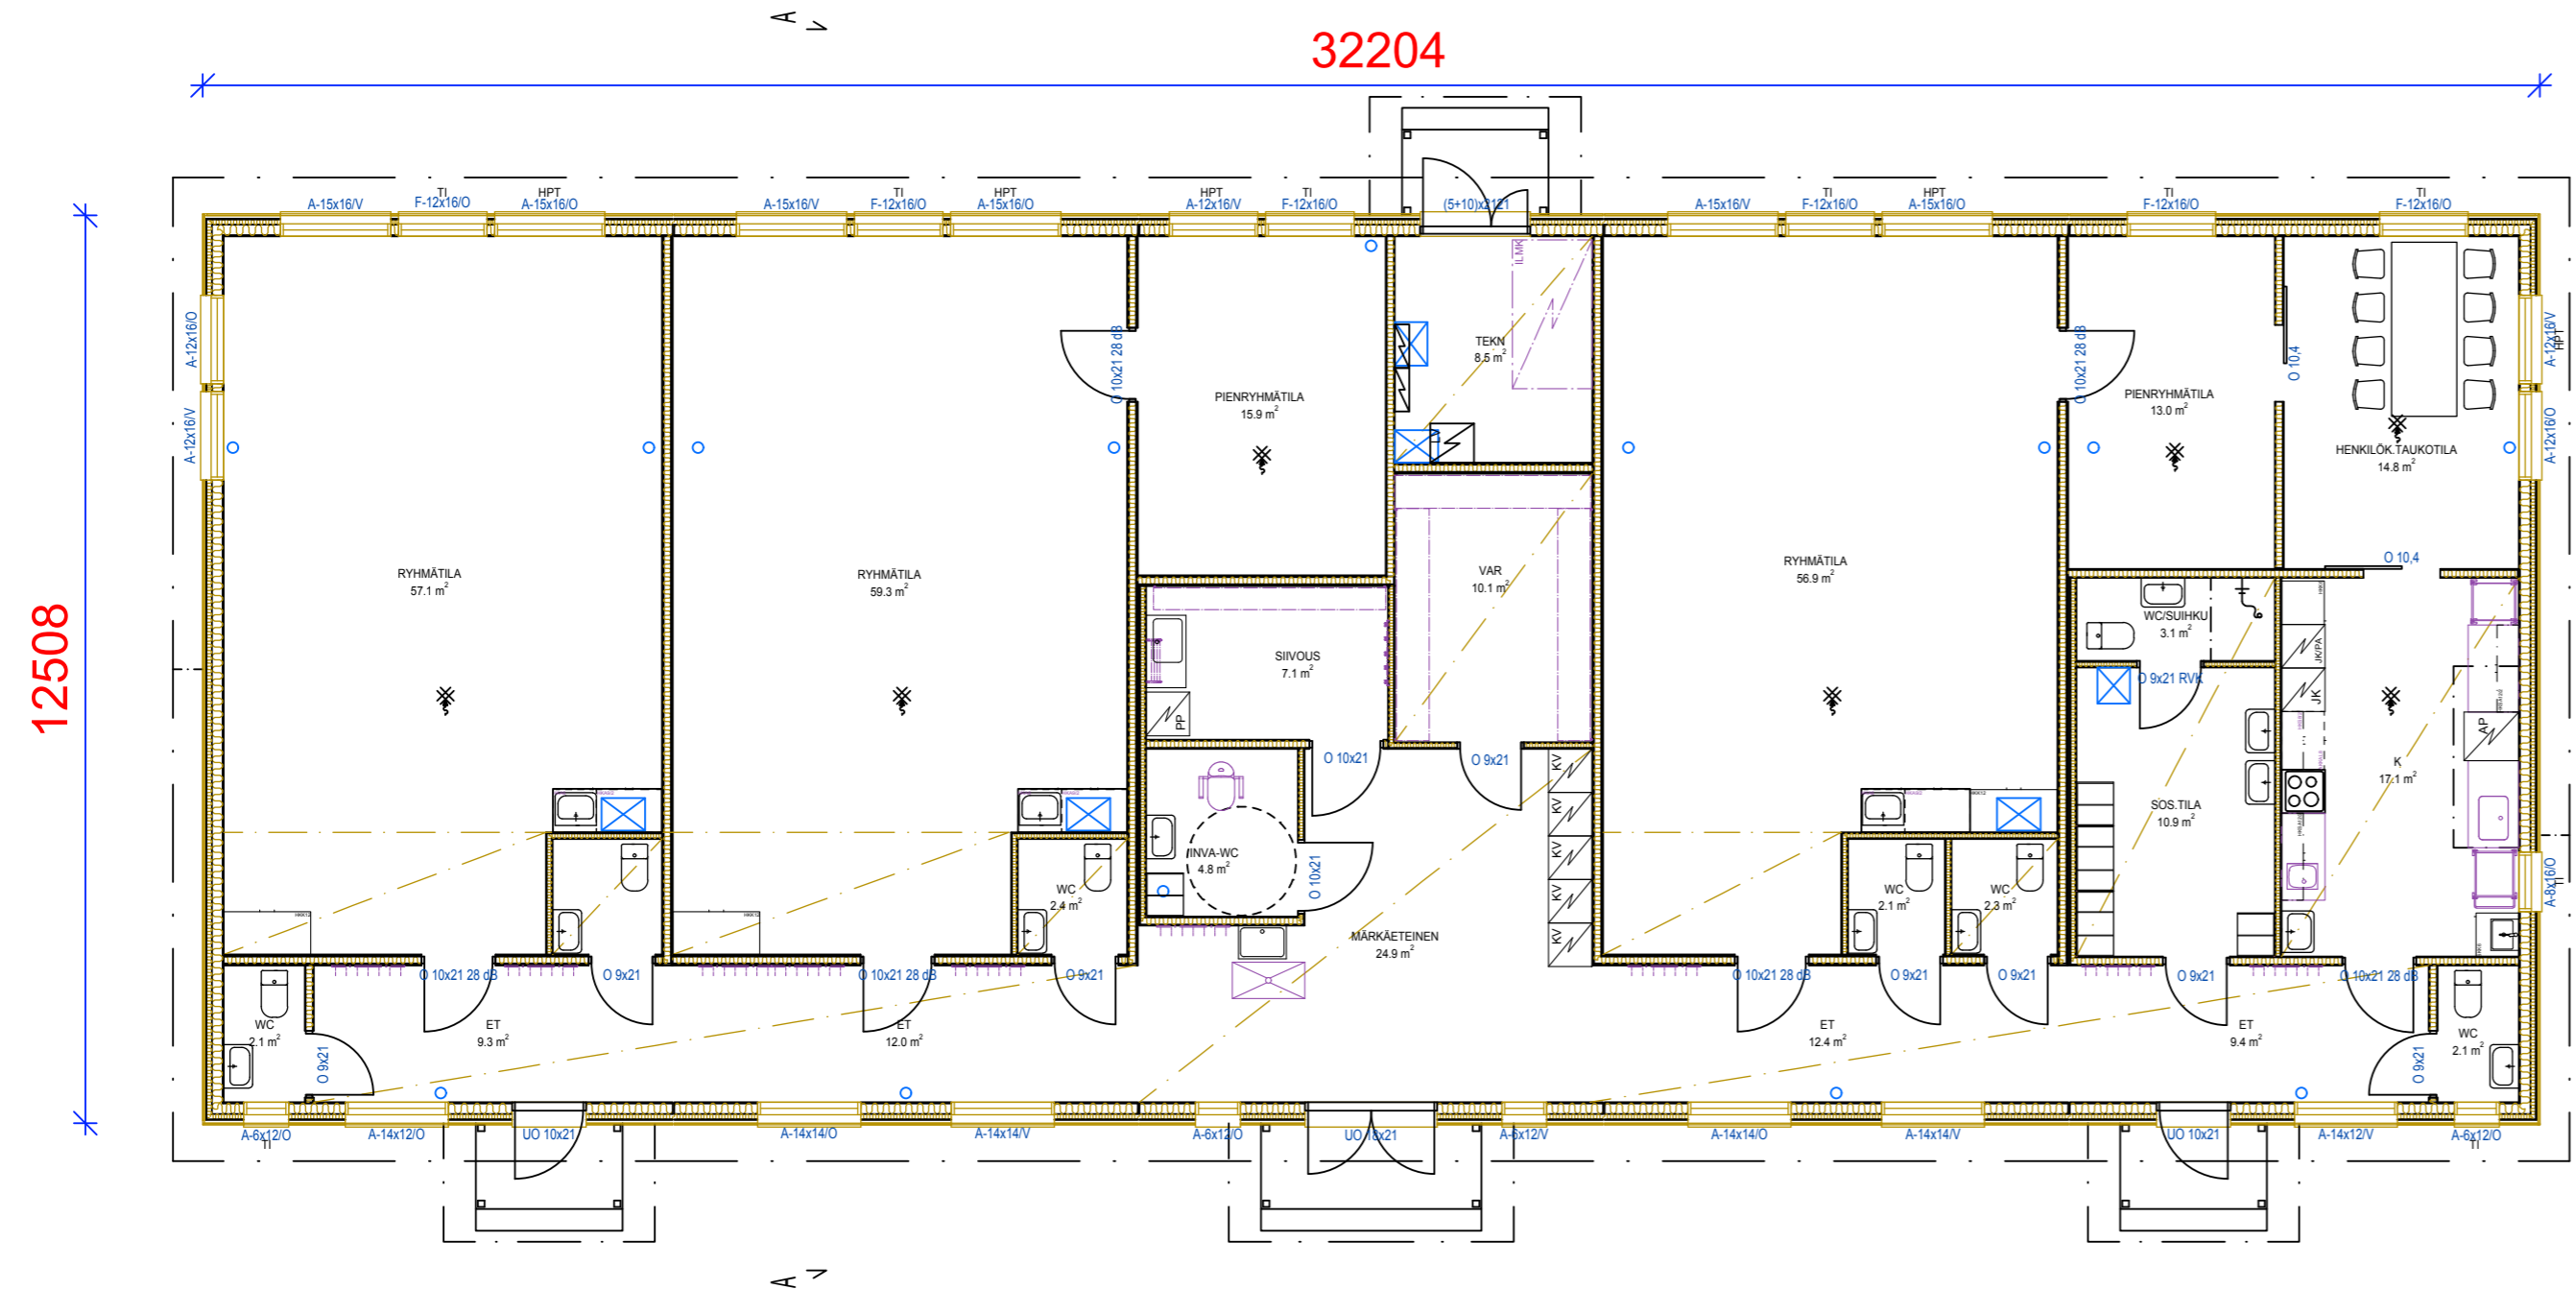 A
32204
TI
HPT
TI
HPT
HPT
TI
TI
HPT
TI
TI
A-15x16/V
F-12x16/O
A-15x16/O
A-15x16/V
F-12x16/O
A-15x16/O
A-12x16/V
F-12x16/O
(5+10)x2121
A-15x16/V
F-12x16/O
A-15x16/O
F-12x16/O
F-12x16/O
ILMK
A-12x16/O
A-12x16/V
A-12x16/V
HPT
A-12x16/O
O 10x21 28 dB
O 10x21 28 dB
O 10,4
TEKN
8.5 m²
PIENRYHMÄTILA
15.9 m²
PIENRYHMÄTILA
13.0 m²
HENKILÖK.TAUKOTILA
14.8 m²
O 10,4
RYHMÄTILA
57.1 m²
RYHMÄTILA
59.3 m²
VAR
10.1 m²
RYHMÄTILA
56.9 m²
WC/SUIHKU
3.1 m²
12508
SIIVOUS
7.1 m²
JK/PA
O 9x21 RVK
JK
PP
AP
O 10x21
O 9x21
KV
KV
KV
KV
KV
K
17.1 m²
SOS.TILA
10.9 m²
INVA-WC
4.8 m²
O 10x21
WC
2.4 m²
WC
2.1 m²
WC
2.3 m²
A-8x16/O
TI
MÄRKÄETEINEN
24.9 m²
O 10x21 28 dB
O 9x21
O 10x21 28 dB
O 9x21
O 10x21 28 dB
O 9x21
O 9x21
O 9x21
O 10x21 28 dB
WC
2.1 m²
O 9x21
ET
9.3 m²
ET
12.0 m²
ET
12.4 m²
ET
9.4 m²
O 9x21
WC
2.1 m²
A-6x12/O
TI
A-14x12/O
UO 10x21
A-14x14/O
A-14x14/V
A-6x12/O
UO 18x21
A-6x12/V
A-14x14/O
A-14x14/V
UO 10x21
A-14x12/V
A-6x12/O
TI
A